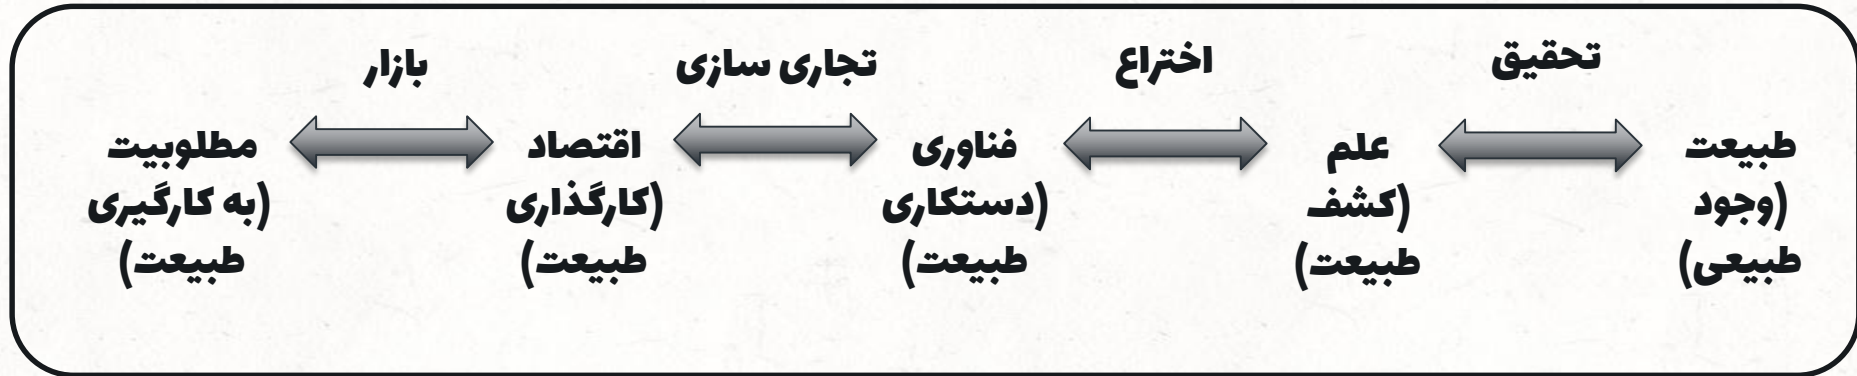 تحقیق
اختراع
تجاری سازی
بازار
طبیعت
(وجود
طبیعی)
علم
(کشف
طبیعت)
فناوری
(دستکاری
طبیعت)
اقتصاد
(کارگذاری
طبیعت)
مطلوبیت
(به کارگیری
طبیعت)